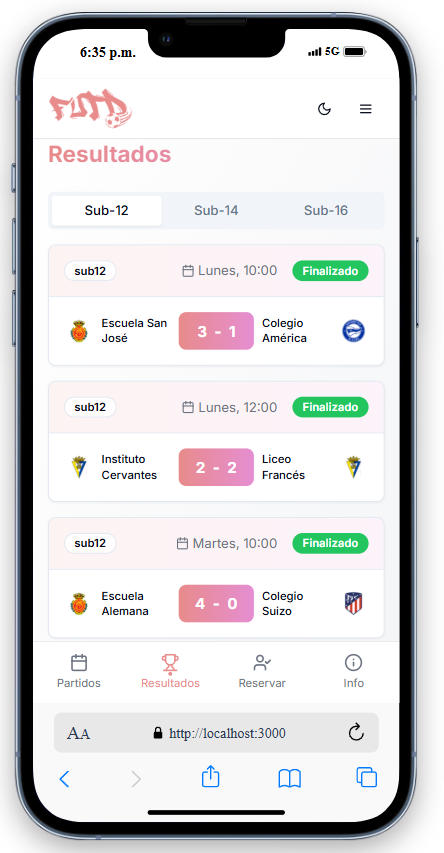 6:35 p.m. 5G
FUTD
Resultados
Sub-12 Sub-14 Sub-16
sub12 Lunes, 10:00 Finalizado
Escuela San José 3 - 1 Colegio América
sub12 Lunes, 12:00 Finalizado
Instituto Cervantes 2 - 2 Liceo Francés
sub12 Martes, 10:00 Finalizado
Escuela Alemana 4 - 0 Colegio Suizo
Partidos Resultados Reservar Info
AA http://localhost:3000